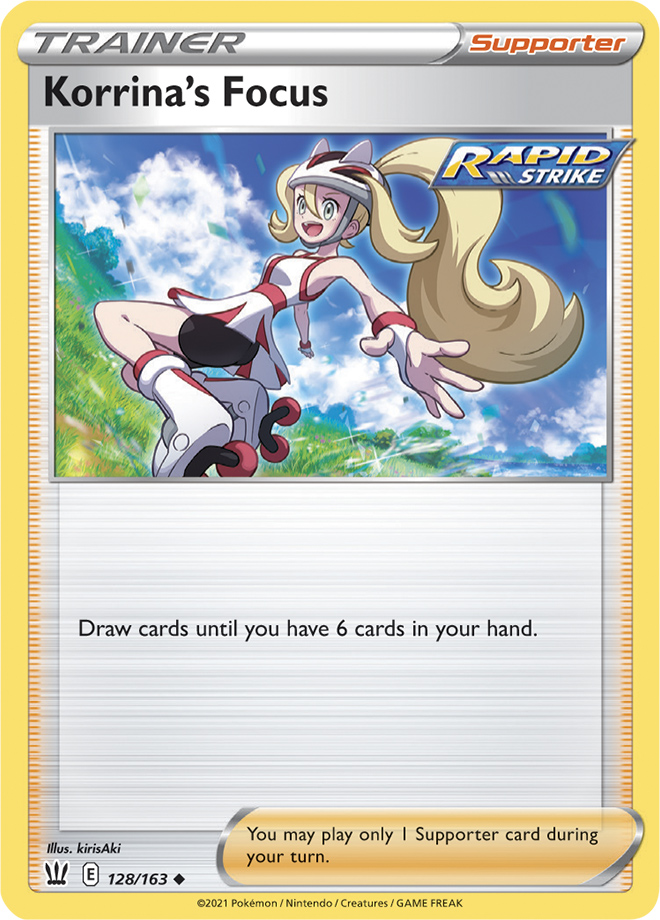 TRAINER
Supporter
Korrina's Focus
RAPID
STRIKE
Draw cards until you have 6 cards in your hand.
Illus. kirisAki
You may play only 1 Supporter card during
your turn.
E
128/163
©2021 Pokémon / Nintendo / Creatures / GAME FREAK